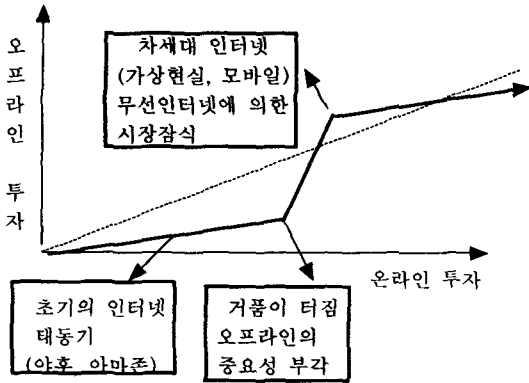 오프라인 투자
차세대 인터넷
(가상현실, 모바일)
무선인터넷에 의한
시장잠식
온라인 투자
초기의 인터넷
태동기
(야후 아마존)
거품이 터짐
오프라인의
중요성 부각